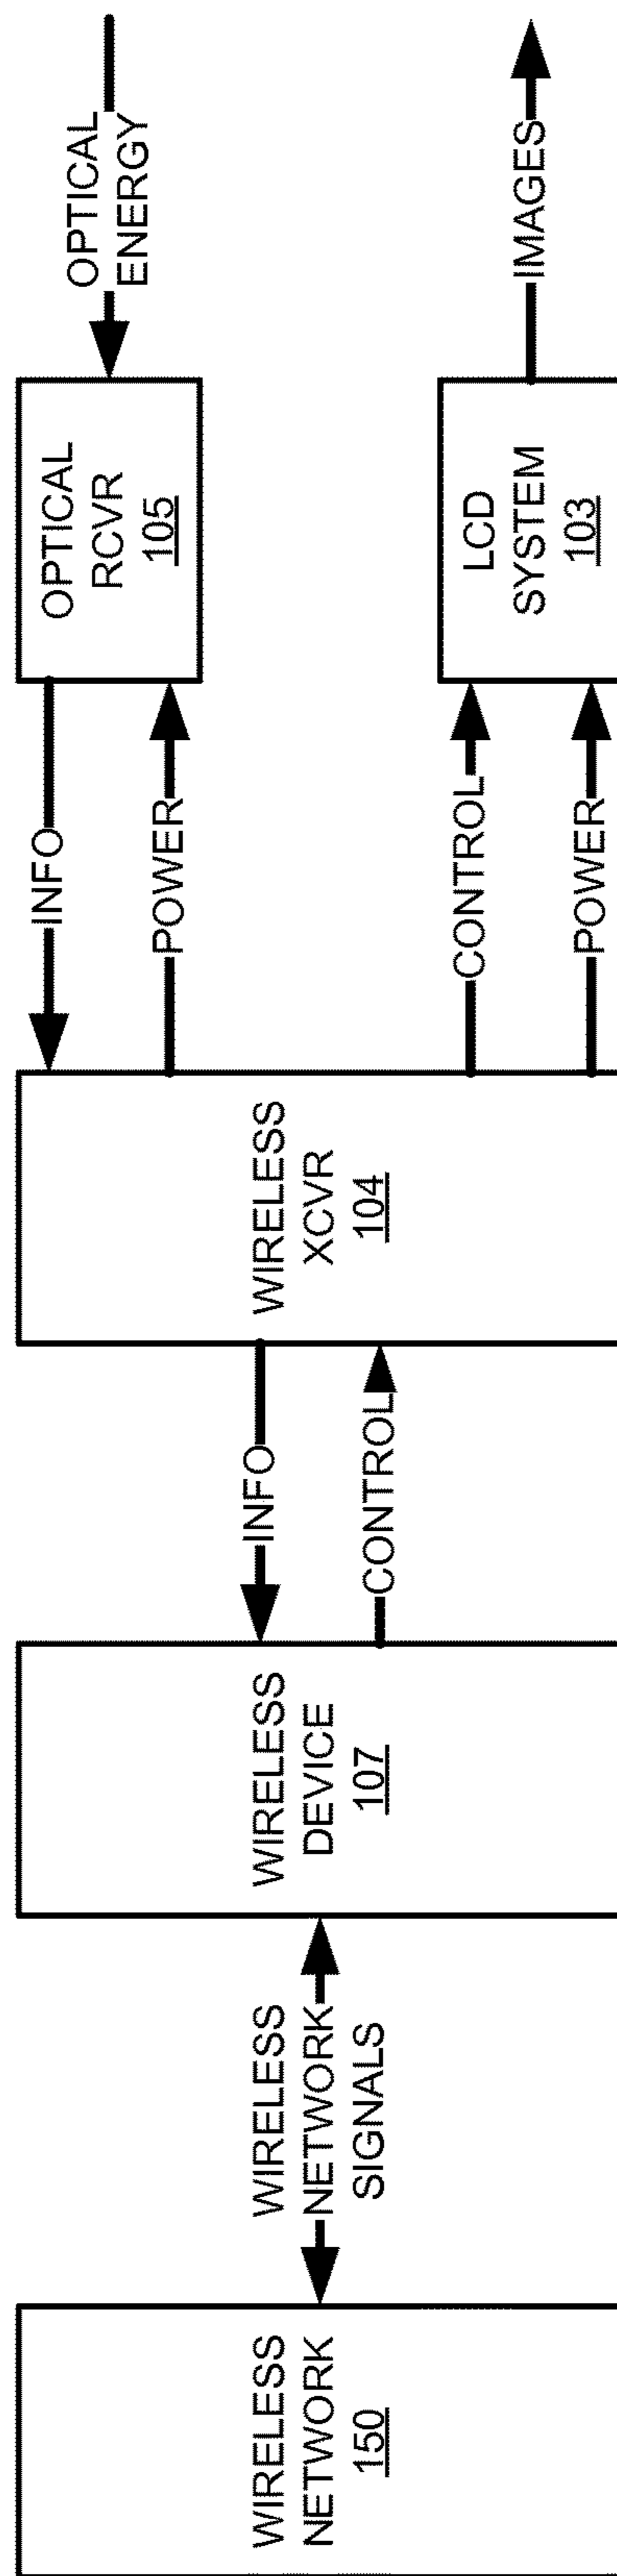 WIRELESS
NETWORK
150
WIRELESS
NETWORK
SIGNALS
WIRELESS
DEVICE
107
INFO
CONTROL
WIRELESS
XCVR
104
INFO
POWER
CONTROL
POWER
OPTICAL
RCVR
105
LCD
SYSTEM
103
OPTICAL
ENERGY
IMAGES